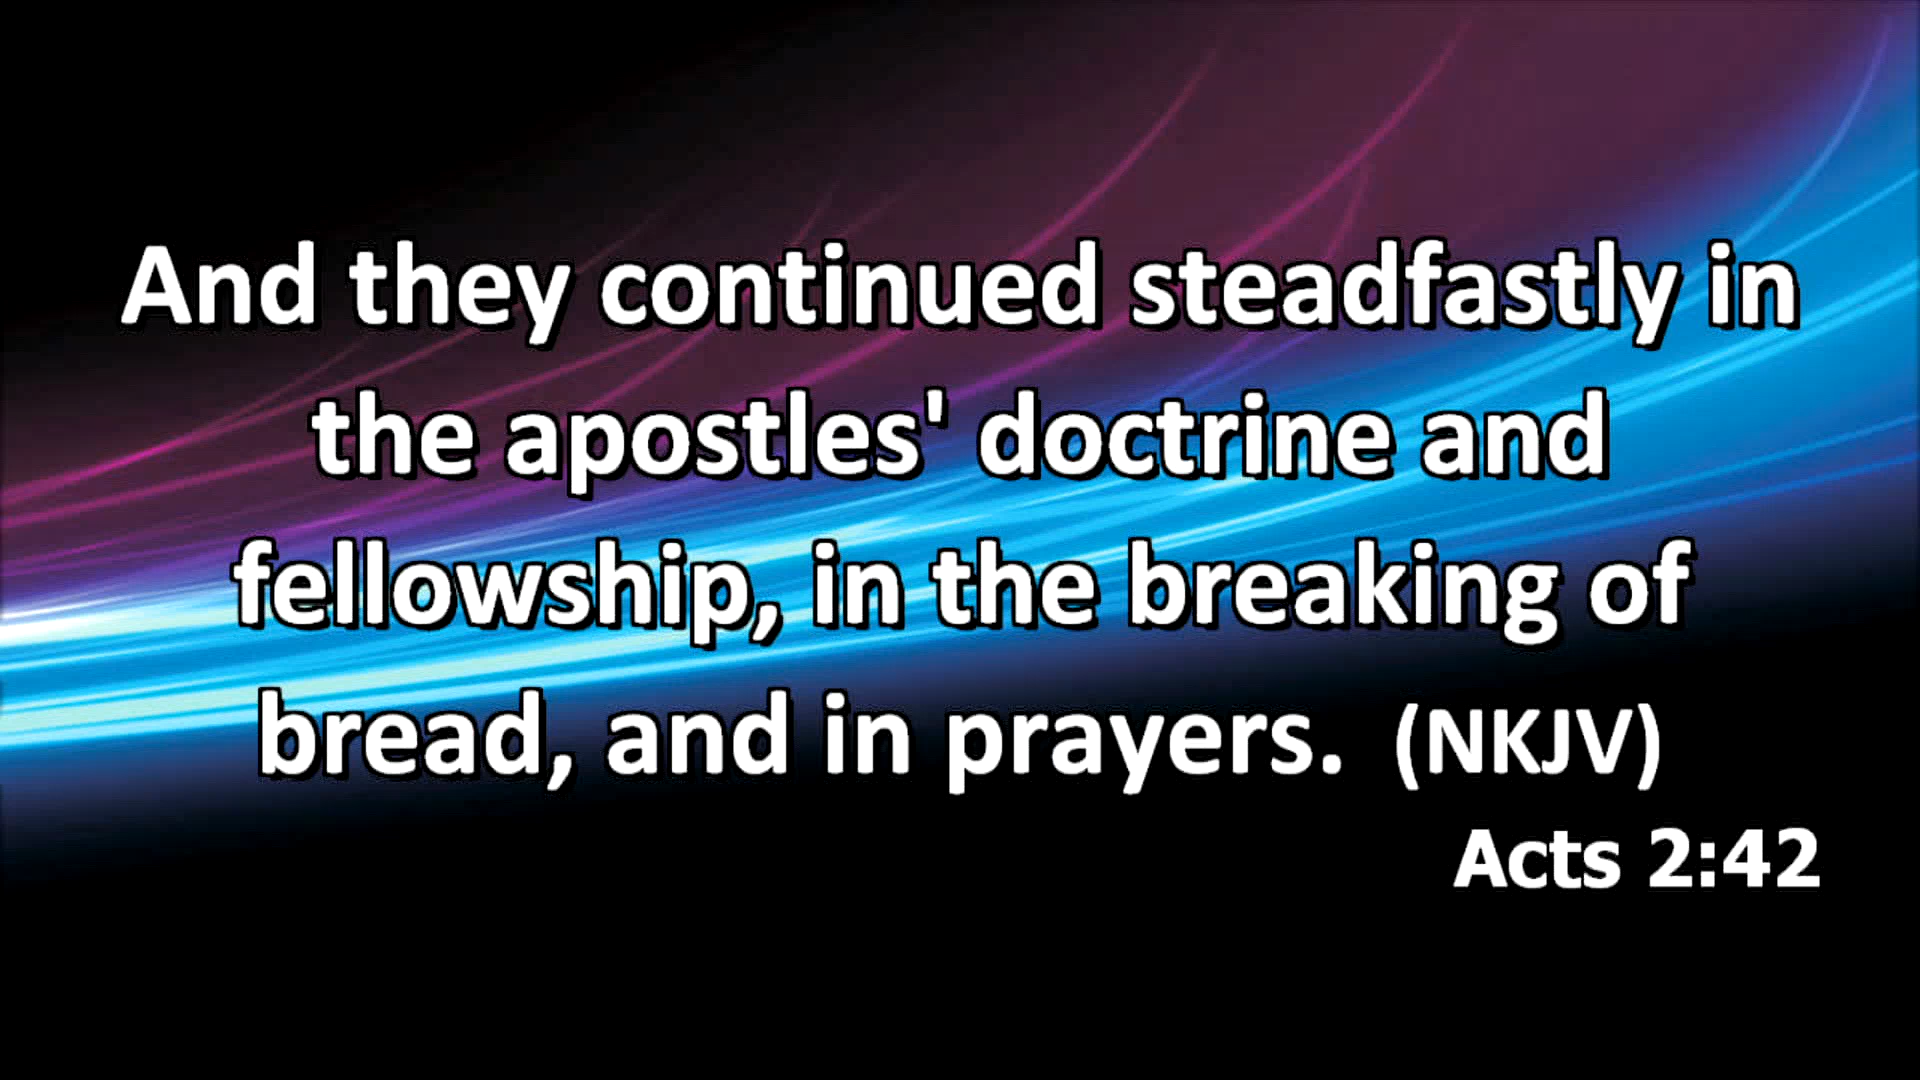 And they continued steadfastly in
the apostles' doctrine and
fellowship, in the breaking of
bread, and in prayers. (NKJV)
Acts 2:42